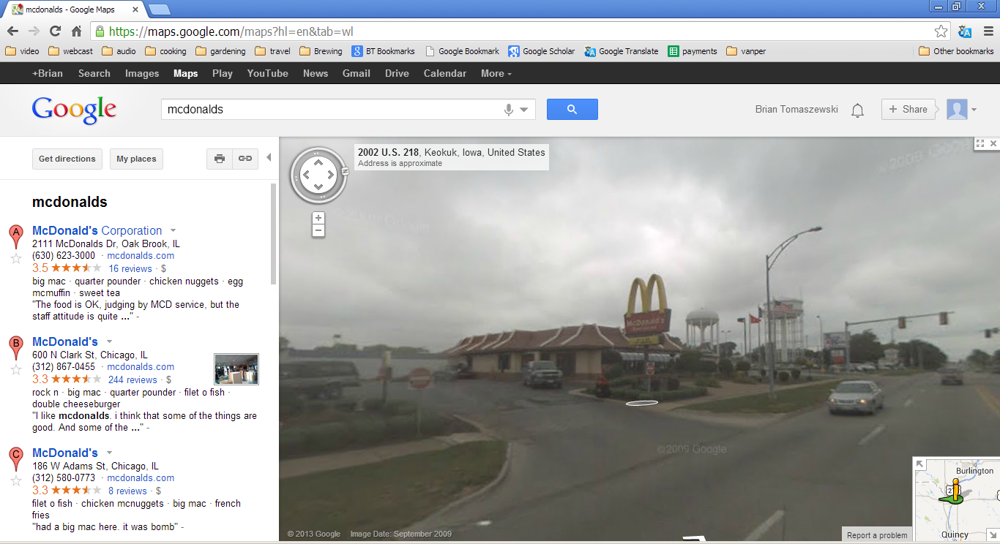 mcdonalds - Google Maps
https://maps.google.com/maps?hl=en&tab=wl
video webcast audio cooking gardening travel Brewing BT Bookmarks Google Bookmark Google Scholar Google Translate payments vanper Other bookmarks
+Brian Search Images Maps Play YouTube News Gmail Drive Calendar More
Google
mcdonalds
Brian Tomaszewski
+ Share
Get directions My places
mcdonalds
A
McDonald's Corporation
2111 McDonalds Dr, Oak Brook, IL
(630) 623-3000 · mcdonalds.com
3.5 16 reviews · $
big mac · quarter pounder · chicken nuggets · egg
mcmuffin · sweet tea
"The food is OK, judging by MCD service, but the
staff attitude is quite ..." -
B
McDonald's
600 N Clark St, Chicago, IL
(312) 867-0455 · mcdonalds.com
3.3 244 reviews · $
rock n · big mac · quarter pounder · filet o fish ·
double cheeseburger
"I like mcdonalds. i think that some of the things are
good. And some of the ..." -
C
McDonald's
186 W Adams St, Chicago, IL
(312) 580-0773 · mcdonalds.com
3.3 8 reviews · $
filet o fish · chicken mcnuggets · big mac · french
fries
"had a big mac here. it was bomb" -
2002 U.S. 218, Keokuk, Iowa, United States
Address is approximate
N
©2009 Google
McDonald's
©2009 Google
© 2013 Google Image Date: September 2009
Report a problem
Burlington
Quincy